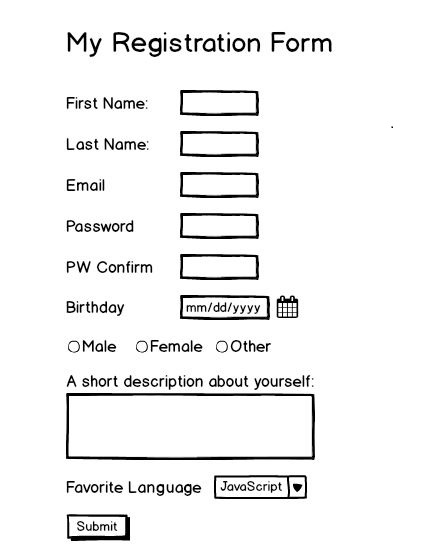 My Registration Form
First Name:
Last Name:
Email
Password
PW Confirm
Birthday mm/dd/yyyy
Male Female Other
A short description about yourself:
Favorite Language JavaScript
Submit